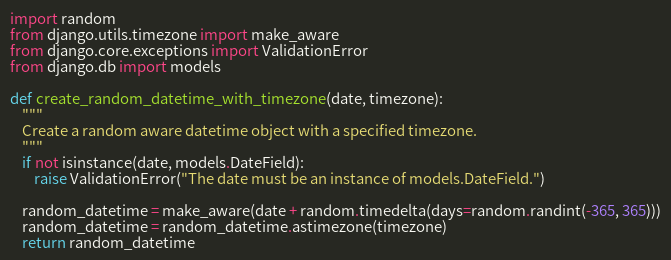 import random
from django.utils.timezone import make_aware
from django.core.exceptions import ValidationError
from django.db import models

def create_random_datetime_with_timezone(date, timezone):
    """
    Create a random aware datetime object with a specified timezone.
    """
    if not isinstance(date, models.DateField):
        raise ValidationError("The date must be an instance of models.DateField.")

    random_datetime = make_aware(date + random.timedelta(days=random.randint(-365, 365)))
    random_datetime = random_datetime.astimezone(timezone)
    return random_datetime